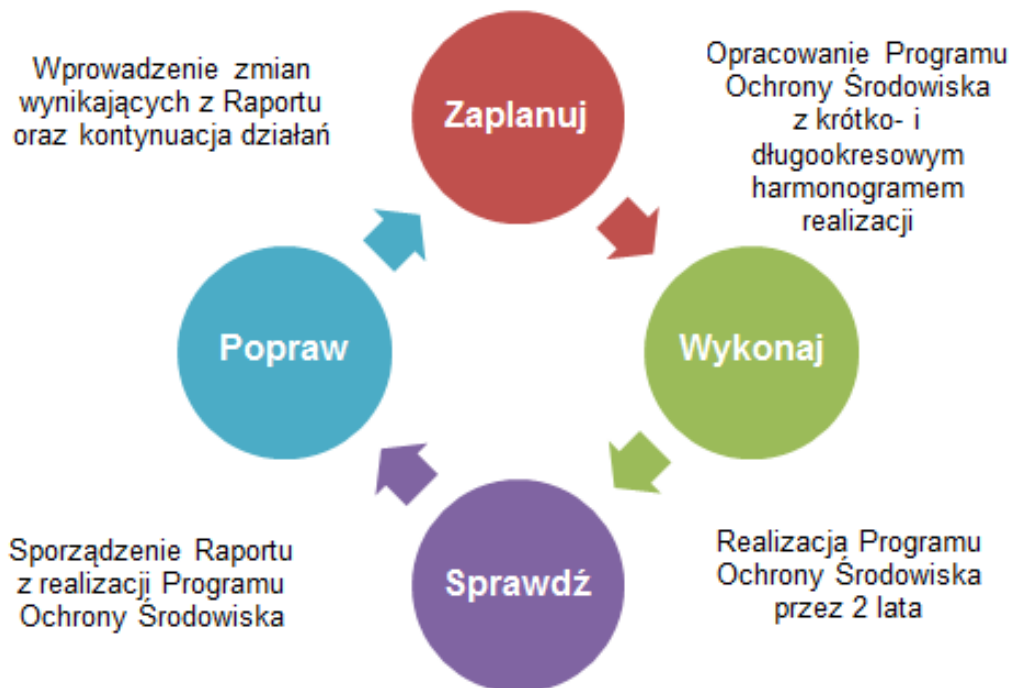 Zaplanuj
Opracowanie Programu
Ochrony Środowiska
z krótko- i
długookresowym
harmonogramem
realizacji
Wykonaj
Realizacja Programu
Ochrony Środowiska
przez 2 lata
Sprawdź
Sporządzenie Raportu
z realizacji Programu
Ochrony Środowiska
Popraw
Wprowadzenie zmian
wynikających z Raportu
oraz kontynuacja działań